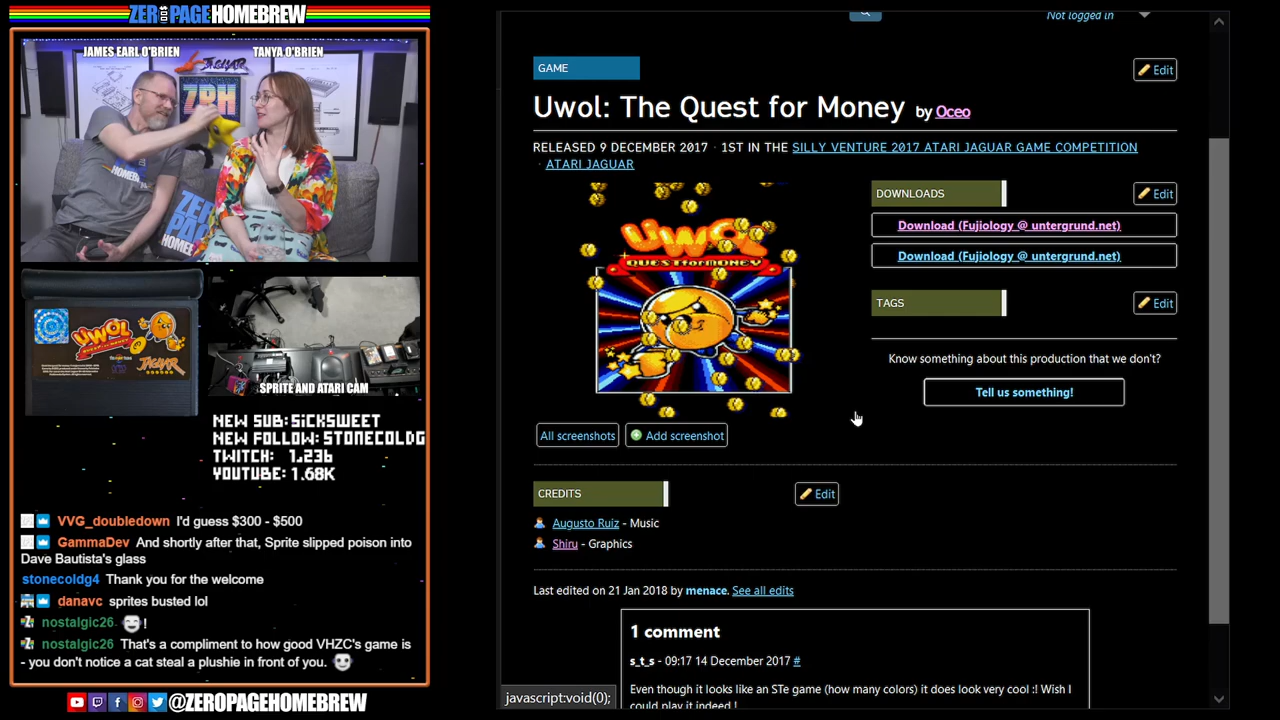 ZERO PAGE HOMEBREW
JAMES EARL O'BRIEN
TANYA O'BRIEN
JAGUAR
ZPH
UWOL
QUEST FOR MONEY
JAGUAR
SPRITE AND ATARI CAM
NEW SUB: SICKSWEET
NEW FOLLOW: STONECOLDG
TWITCH: 1.236
YOUTUBE: 1.68K
VVG_doubledown I'd guess $300 - $500
GammaDev And shortly after that, Sprite slipped poison into
Dave Bautista's glass
stonecoldg4 Thank you for the welcome
danavc sprites busted lol
nostalgic26 !
nostalgic26 That's a compliment to how good VHZC's game is
- you don't notice a cat steal a plushie in front of you.
@ZEROPAGEHOMEBREW
Not logged in
GAME
Edit
Uwol: The Quest for Money by Oceo
RELEASED 9 DECEMBER 2017 · 1ST IN THE SILLY VENTURE 2017 ATARI JAGUAR GAME COMPETITION
· ATARI JAGUAR
UWOL
QUEST FOR MONEY
DOWNLOADS
Edit
Download (Fujiology @ untergrund.net)
Download (Fujiology @ untergrund.net)
TAGS
Edit
Know something about this production that we don't?
Tell us something!
All screenshots
Add screenshot
CREDITS
Edit
Augusto Ruiz - Music
Shiru - Graphics
Last edited on 21 Jan 2018 by menace. See all edits
1 comment
s_t_s - 09:17 14 December 2017 #
Even though it looks like an STe game (how many colors) it does look very cool :! Wish I
could play it indeed !
javascript:void(0);